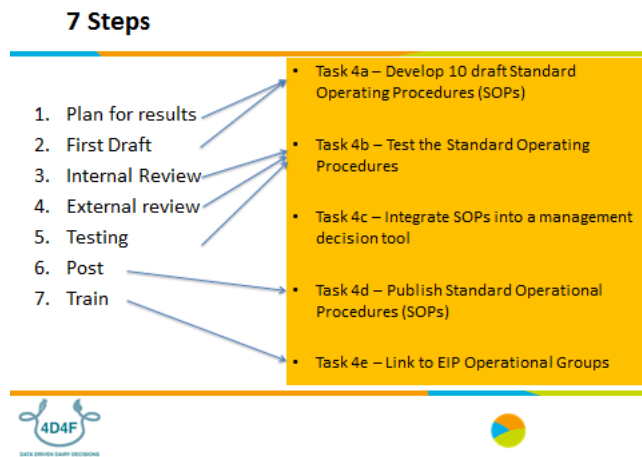 7 Steps
1. Plan for results
2. First Draft
3. Internal Review
4. External review
5. Testing
6. Post
7. Train
• Task 4a – Develop 10 draft Standard
Operating Procedures (SOPs)
• Task 4b – Test the Standard Operating
Procedures
• Task 4c – Integrate SOPs into a management
decision tool
• Task 4d – Publish Standard Operational
Procedures (SOPs)
• Task 4e – Link to EIP Operational Groups
4D4F
DATA DRIVEN DAIRY DECISIONS